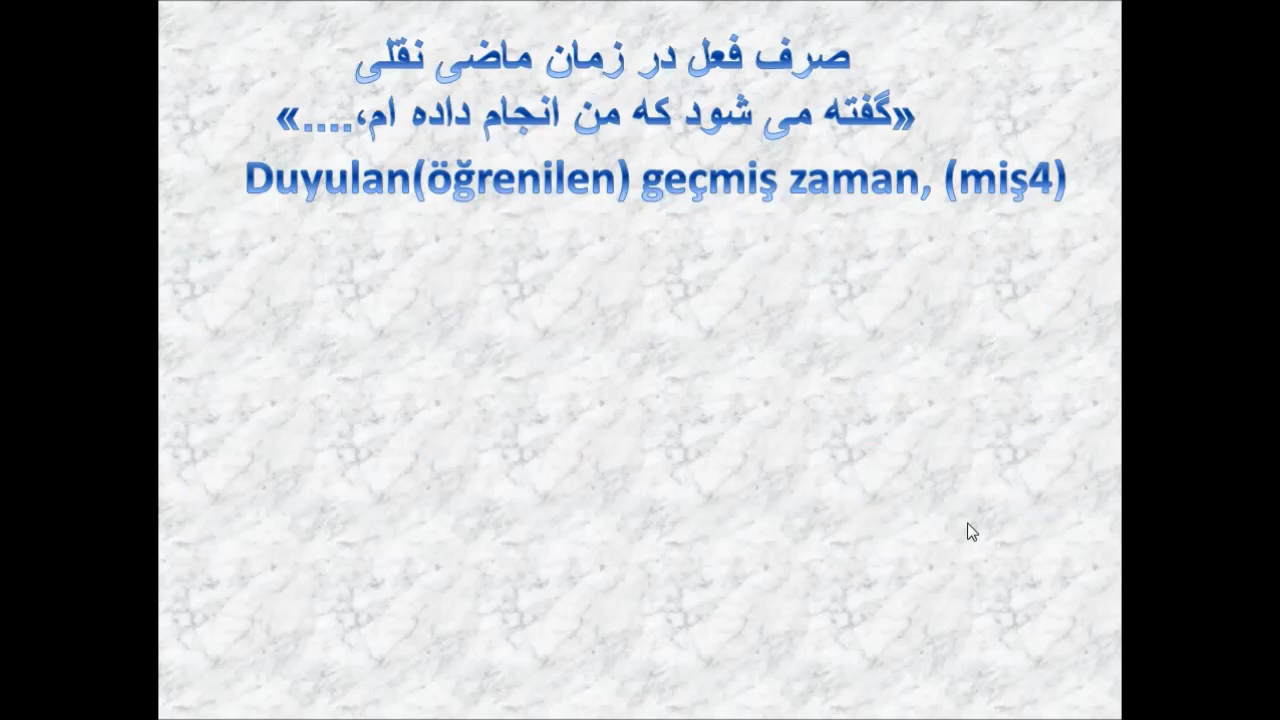 صرف فعل در زمان ماضی نقلی
«گفته می شود که من انجام داده ام،....»
Duyulan(öğrenilen) geçmiş zaman, (miş4)